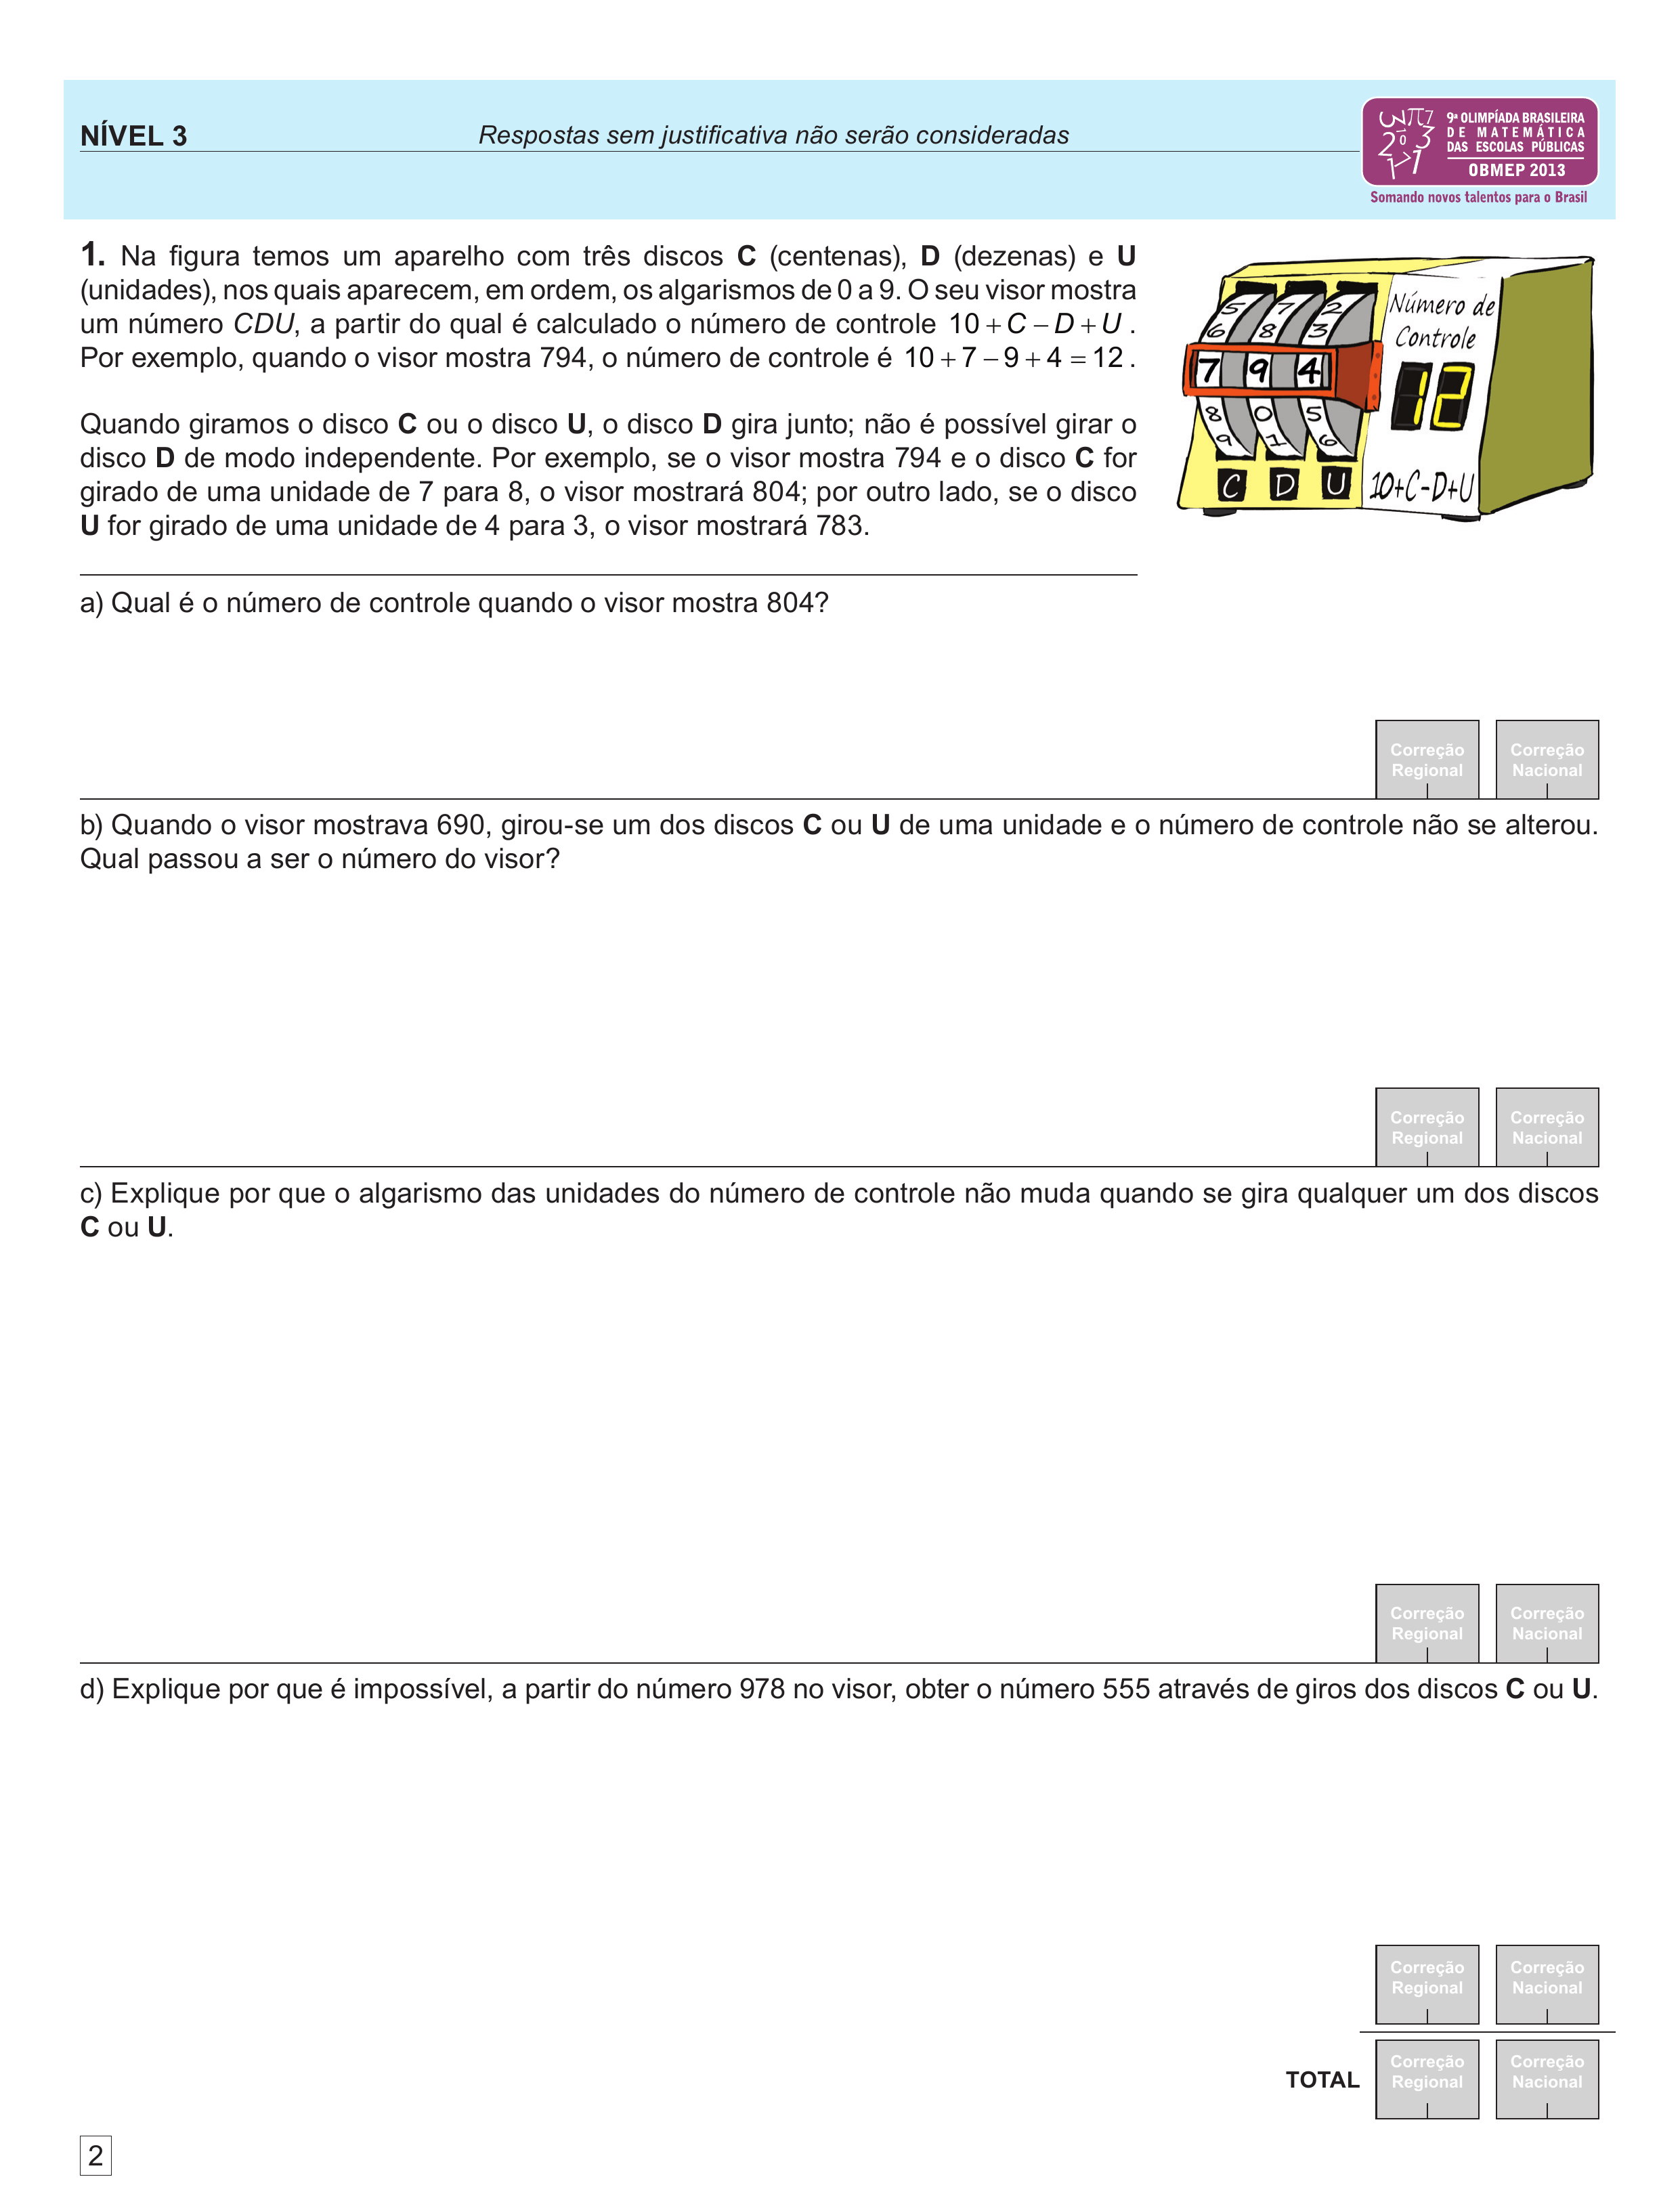 NÍVEL 3
Respostas sem justificativa não serão consideradas
9ª OLIMPÍADA BRASILEIRA
DE MATEMÁTICA
DAS ESCOLAS PÚBLICAS
OBMEP 2013
Somando novos talentos para o Brasil
1. Na figura temos um aparelho com três discos C (centenas), D (dezenas) e U
(unidades), nos quais aparecem, em ordem, os algarismos de 0 a 9. O seu visor mostra
um número CDU, a partir do qual é calculado o número de controle 10 + C − D + U .
Por exemplo, quando o visor mostra 794, o número de controle é 10 + 7 − 9 + 4 = 12 .
Quando giramos o disco C ou o disco U, o disco D gira junto; não é possível girar o
disco D de modo independente. Por exemplo, se o visor mostra 794 e o disco C for
girado de uma unidade de 7 para 8, o visor mostrará 804; por outro lado, se o disco
U for girado de uma unidade de 4 para 3, o visor mostrará 783.
5 7 2
6 8 3
7 9 4
8 0 5
9 1 6
C D U
Número de
Controle
12
10+C-D+U
a) Qual é o número de controle quando o visor mostra 804?
Correção
Regional
Correção
Nacional
b) Quando o visor mostrava 690, girou-se um dos discos C ou U de uma unidade e o número de controle não se alterou.
Qual passou a ser o número do visor?
Correção
Regional
Correção
Nacional
c) Explique por que o algarismo das unidades do número de controle não muda quando se gira qualquer um dos discos
C ou U.
Correção
Regional
Correção
Nacional
d) Explique por que é impossível, a partir do número 978 no visor, obter o número 555 através de giros dos discos C ou U.
Correção
Regional
Correção
Nacional
TOTAL
Correção
Regional
Correção
Nacional
2